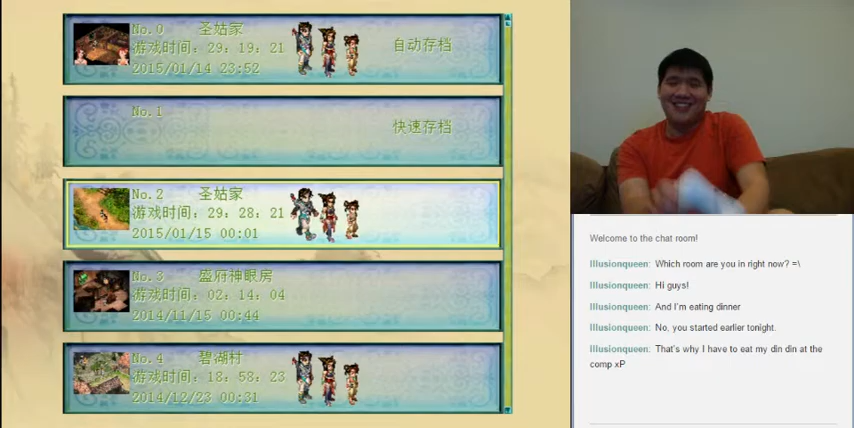 No.0 圣姑家
游戏时间: 29: 19: 21
2015/01/14 23:52
自动存档
No.1
快速存档
No.2 圣姑家
游戏时间: 29: 28: 21
2015/01/15 00:01
No.3 盛府神眼房
游戏时间: 02: 14: 04
2014/11/15 00:44
No.4 碧湖村
游戏时间: 18: 58: 23
2014/12/23 00:31
Welcome to the chat room!
Illusionqueen: Which room are you in right now? =\
Illusionqueen: Hi guys!
Illusionqueen: And I'm eating dinner
Illusionqueen: No, you started earlier tonight.
Illusionqueen: That's why I have to eat my din din at the
comp xP